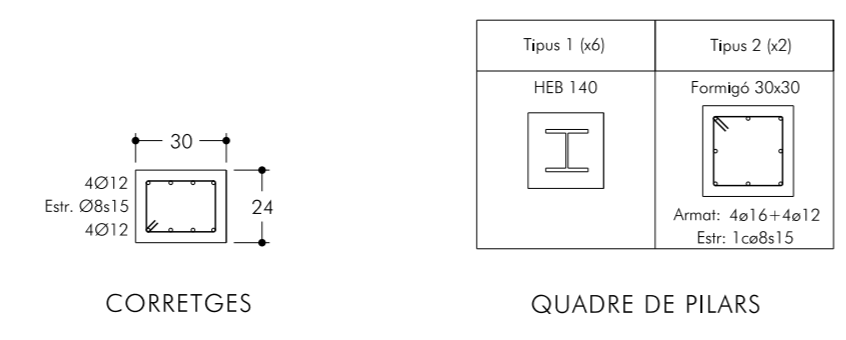 30
4Ø12
Estr. Ø8s15
4Ø12
24
CORRETGES
Tipus 1 (x6)
Tipus 2 (x2)
HEB 140
Formigó 30x30
Armat: 4ø16+4ø12
Estr: 1cø8s15
QUADRE DE PILARS